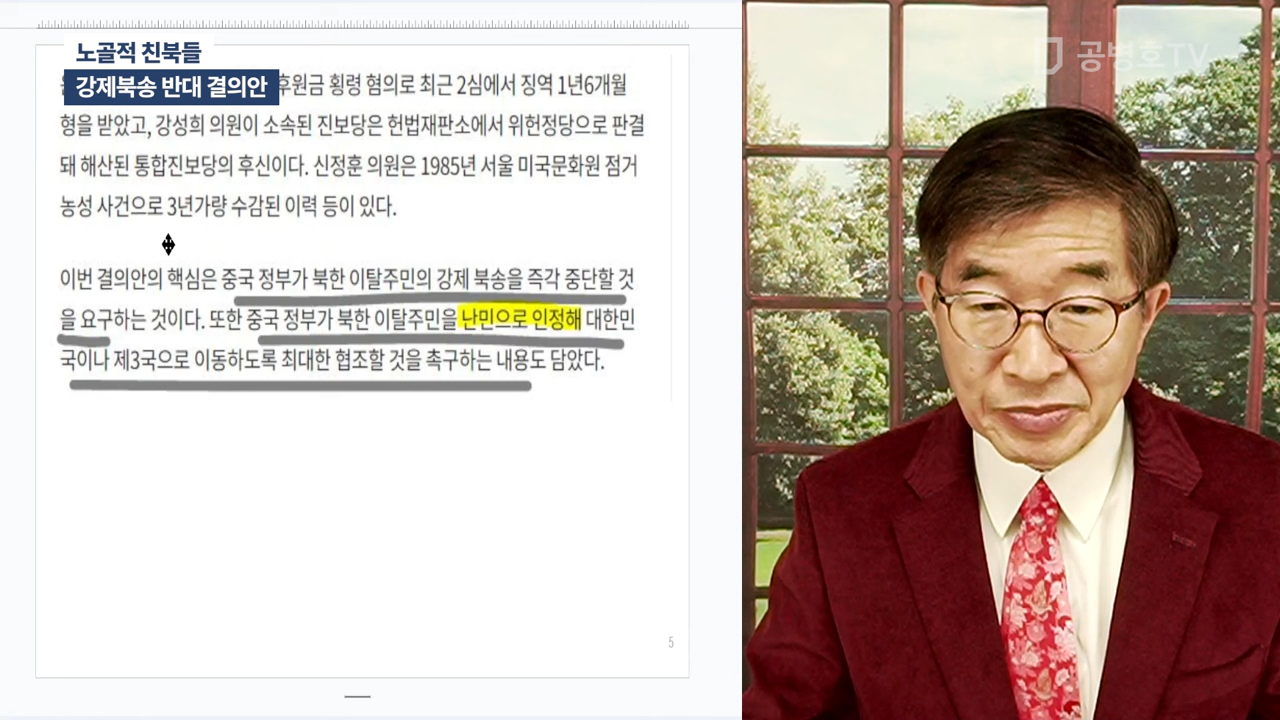 노골적 친북들
강제북송 반대 결의안
공병호TV
후원금 횡령 혐의로 최근 2심에서 징역 1년6개월
형을 받았고, 강성희 의원이 소속된 진보당은 헌법재판소에서 위헌정당으로 판결
돼 해산된 통합진보당의 후신이다. 신정훈 의원은 1985년 서울 미국문화원 점거
농성 사건으로 3년가량 수감된 이력 등이 있다.
이번 결의안의 핵심은 중국 정부가 북한 이탈주민의 강제 북송을 즉각 중단할 것
을 요구하는 것이다. 또한 중국 정부가 북한 이탈주민을 난민으로 인정해 대한민
국이나 제3국으로 이동하도록 최대한 협조할 것을 촉구하는 내용도 담았다.
5